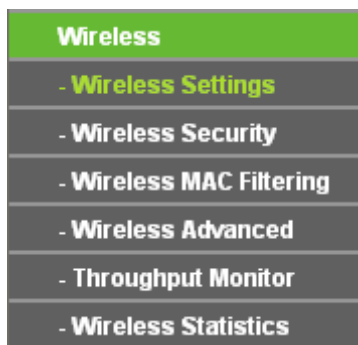 Wireless
- Wireless Settings
- Wireless Security
- Wireless MAC Filtering
- Wireless Advanced
- Throughput Monitor
- Wireless Statistics